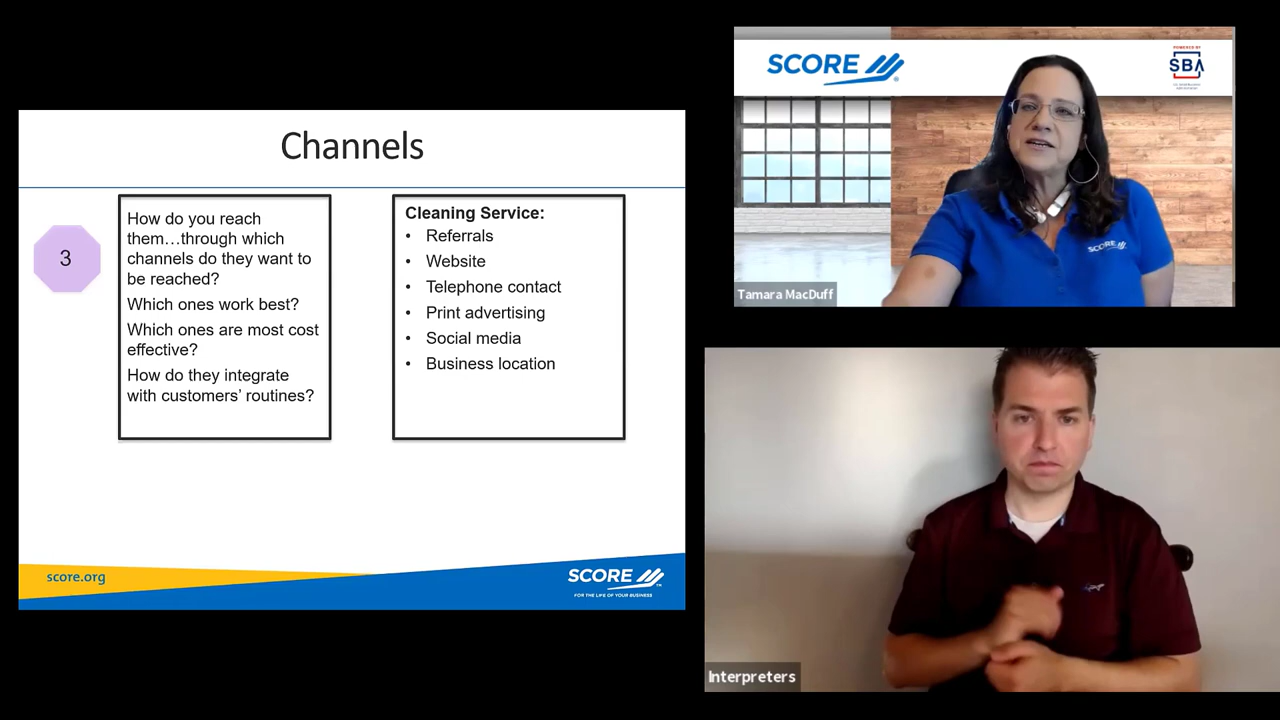 Channels
3
How do you reach
them…through which
channels do they want to
be reached?
Which ones work best?
Which ones are most cost
effective?
How do they integrate
with customers’ routines?
Cleaning Service:
• Referrals
• Website
• Telephone contact
• Print advertising
• Social media
• Business location
score.org
SCORE
FOR THE LIFE OF YOUR BUSINESS
SCORE
POWERED BY
SBA
SCORE
Tamara MacDuff
Interpreters